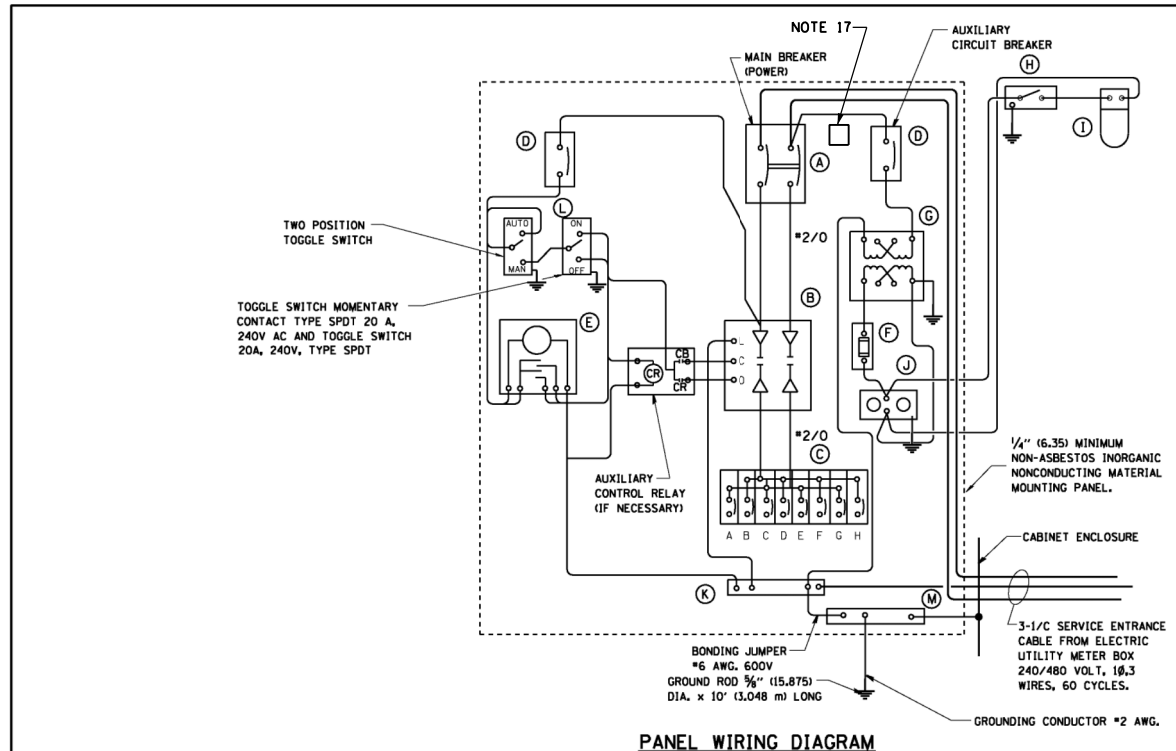 NOTE 17
AUXILIARY
CIRCUIT BREAKER
MAIN BREAKER
(POWER)
H
I
D
A
D
L
G
TWO POSITION
TOGGLE SWITCH
AUTO
MAN
ON
OFF
#2/0
TOGGLE SWITCH MOMENTARY
CONTACT TYPE SPDT 20 A,
240V AC AND TOGGLE SWITCH
20A, 240V, TYPE SPDT
E
B
F
L
C
O
CB
CR
CR
J
#2/0
C
AUXILIARY
CONTROL RELAY
(IF NECESSARY)
1/4" (6.35) MINIMUM
NON-ASBESTOS INORGANIC
NONCONDUCTING MATERIAL
MOUNTING PANEL.
A B C D E F G H
CABINET ENCLOSURE
K
M
3-1/C SERVICE ENTRANCE
CABLE FROM ELECTRIC
UTILITY METER BOX
240/480 VOLT, 1Ø,3
WIRES, 60 CYCLES.
BONDING JUMPER
#6 AWG. 600V
GROUND ROD 5/8" (15.875)
DIA. x 10' (3.048 m) LONG
GROUNDING CONDUCTOR #2 AWG.
PANEL WIRING DIAGRAM